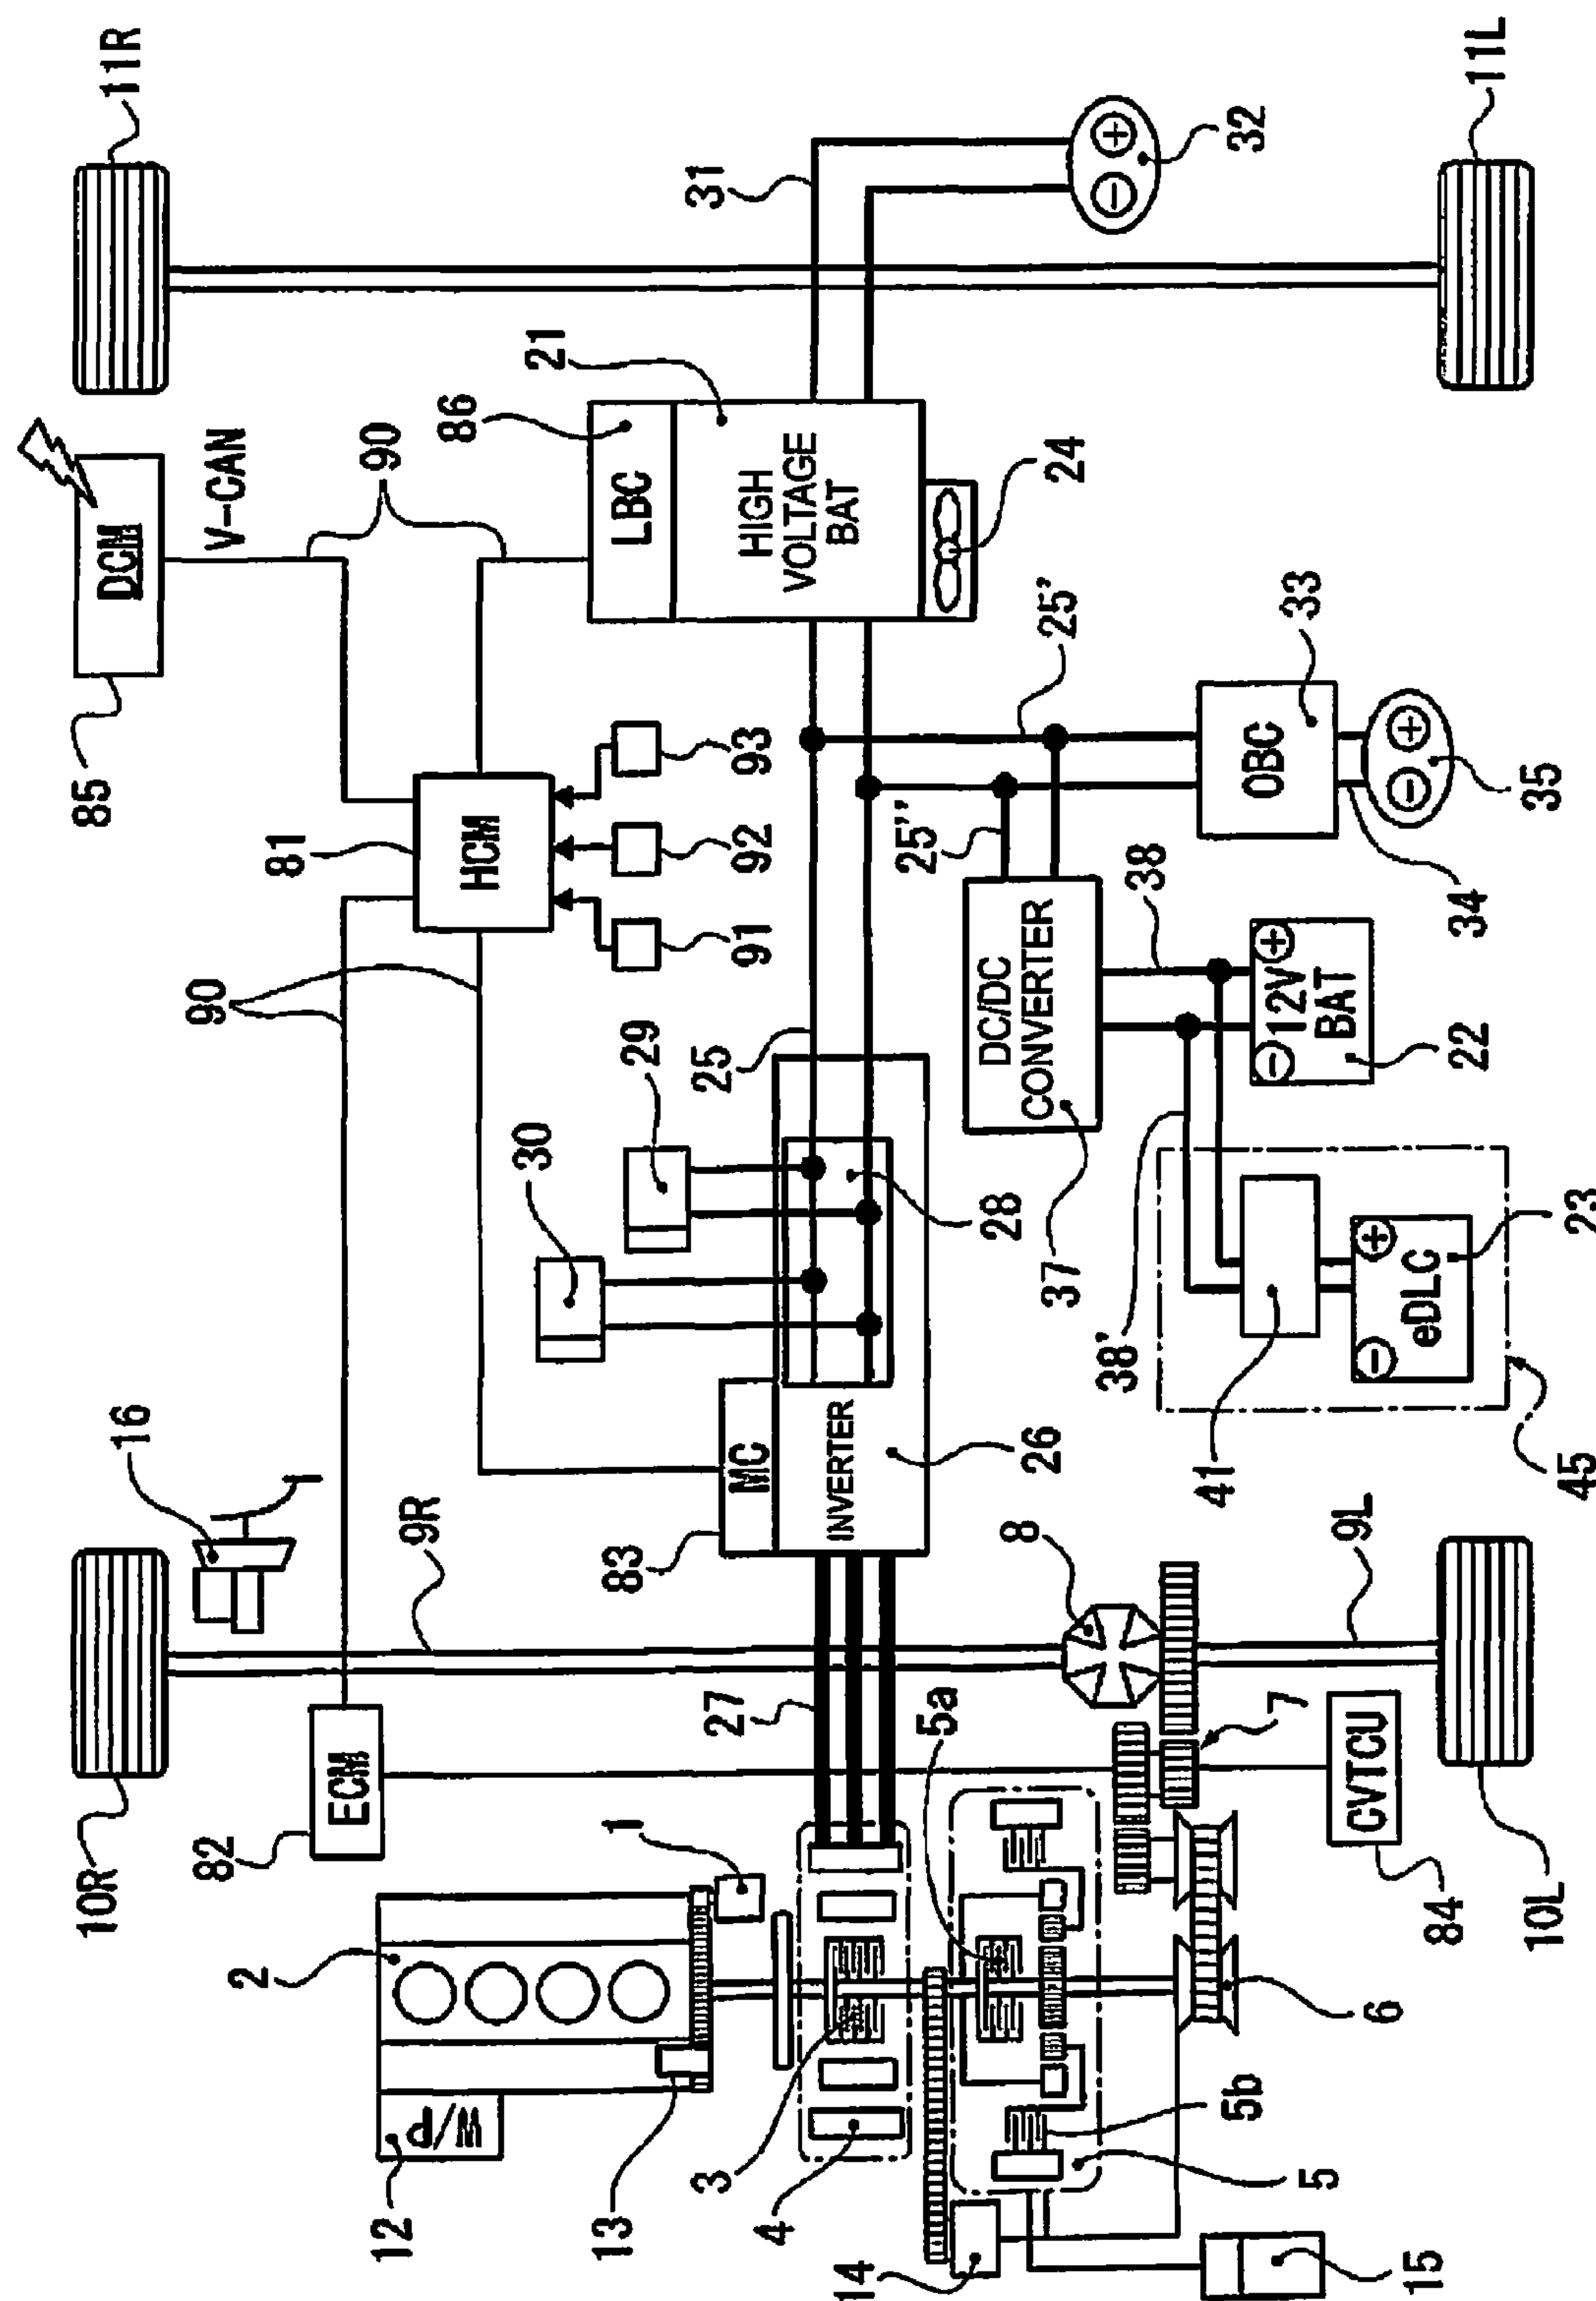 11R
11L
31
32
DCM
V-CAN
90
85
86
LBC
21
HIGH
VOLTAGE
BAT
24
81
HCM
93
92
91
25'
25''
33
OBC
35
34
90
25
29
30
28
DC/DC
CONVERTER
37
38
12V
BAT
22
38'
41
eDLC
23
45
16
10R
9R
83
MC
INVERTER
26
8
9L
27
5a
7
ECM
82
CVTCU
84
10L
1
2
W/P
12
13
3
4
5b
5
6
14
15